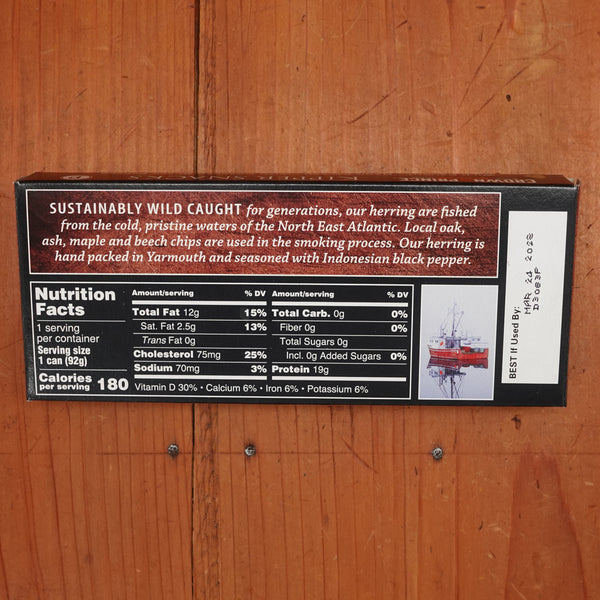 CROWN PRINCE
SUSTAINABLY WILD CAUGHT for generations, our herring are fished
from the cold, pristine waters of the North East Atlantic. Local oak,
ash, maple and beech chips are used in the smoking process. Our herring is
hand packed in Yarmouth and seasoned with Indonesian black pepper.
Nutrition
Facts
1 serving
per container
Serving size
1 can (92g)
Calories
per serving 180
Amount/serving % DV
Total Fat 12g 15%
Sat. Fat 2.5g 13%
Trans Fat 0g
Cholesterol 75mg 25%
Sodium 70mg 3%
Amount/serving % DV
Total Carb. 0g 0%
Fiber 0g 0%
Total Sugars 0g
Incl. 0g Added Sugars 0%
Protein 19g
Vitamin D 30% • Calcium 6% • Iron 6% • Potassium 6%
BEST If Used By:
MAR 24 2028
D3083P